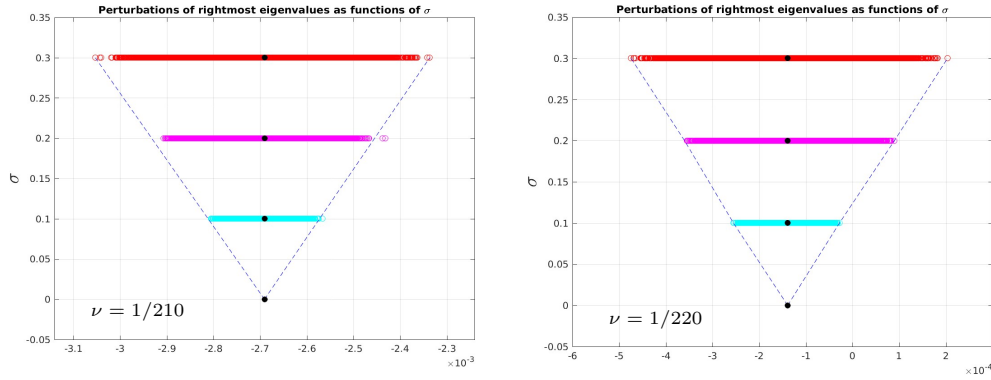 Perturbations of rightmost eigenvalues as functions of σ
0.35
0.3
0.25
0.2
0.15
0.1
0.05
0
-0.05
σ
ν = 1/210
-3.1 -3 -2.9 -2.8 -2.7 -2.6 -2.5 -2.4 -2.3
×10⁻³
Perturbations of rightmost eigenvalues as functions of σ
0.35
0.3
0.25
0.2
0.15
0.1
0.05
0
-0.05
σ
ν = 1/220
-6 -5 -4 -3 -2 -1 0 1 2
×10⁻⁴